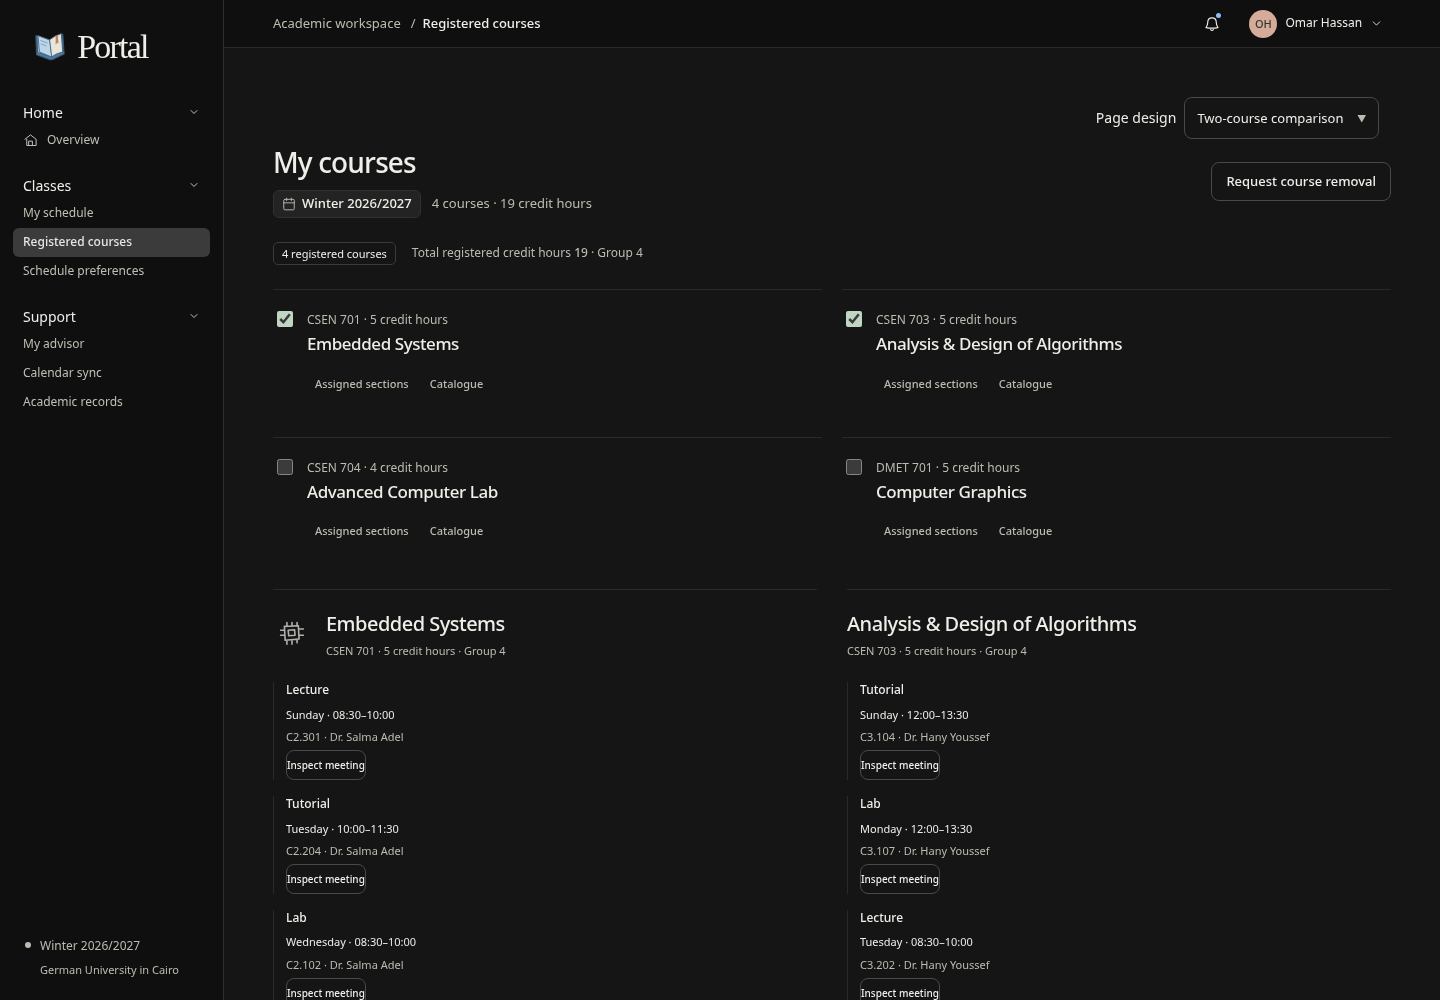 Portal
Home
Overview
Classes
My schedule
Registered courses
Schedule preferences
Support
My advisor
Calendar sync
Academic records
Winter 2026/2027
German University in Cairo
Academic workspace / Registered courses
OH Omar Hassan
Page design Two-course comparison
My courses
Request course removal
Winter 2026/2027 4 courses · 19 credit hours
4 registered courses Total registered credit hours 19 · Group 4
CSEN 701 · 5 credit hours
Embedded Systems
Assigned sections Catalogue
CSEN 703 · 5 credit hours
Analysis & Design of Algorithms
Assigned sections Catalogue
CSEN 704 · 4 credit hours
Advanced Computer Lab
Assigned sections Catalogue
DMET 701 · 5 credit hours
Computer Graphics
Assigned sections Catalogue
Embedded Systems
CSEN 701 · 5 credit hours · Group 4
Lecture
Sunday · 08:30–10:00
C2.301 · Dr. Salma Adel
Inspect meeting
Tutorial
Tuesday · 10:00–11:30
C2.204 · Dr. Salma Adel
Inspect meeting
Lab
Wednesday · 08:30–10:00
C2.102 · Dr. Salma Adel
Inspect meeting
Analysis & Design of Algorithms
CSEN 703 · 5 credit hours · Group 4
Tutorial
Sunday · 12:00–13:30
C3.104 · Dr. Hany Youssef
Inspect meeting
Lab
Monday · 12:00–13:30
C3.107 · Dr. Hany Youssef
Inspect meeting
Lecture
Tuesday · 08:30–10:00
C3.202 · Dr. Hany Youssef
Inspect meeting